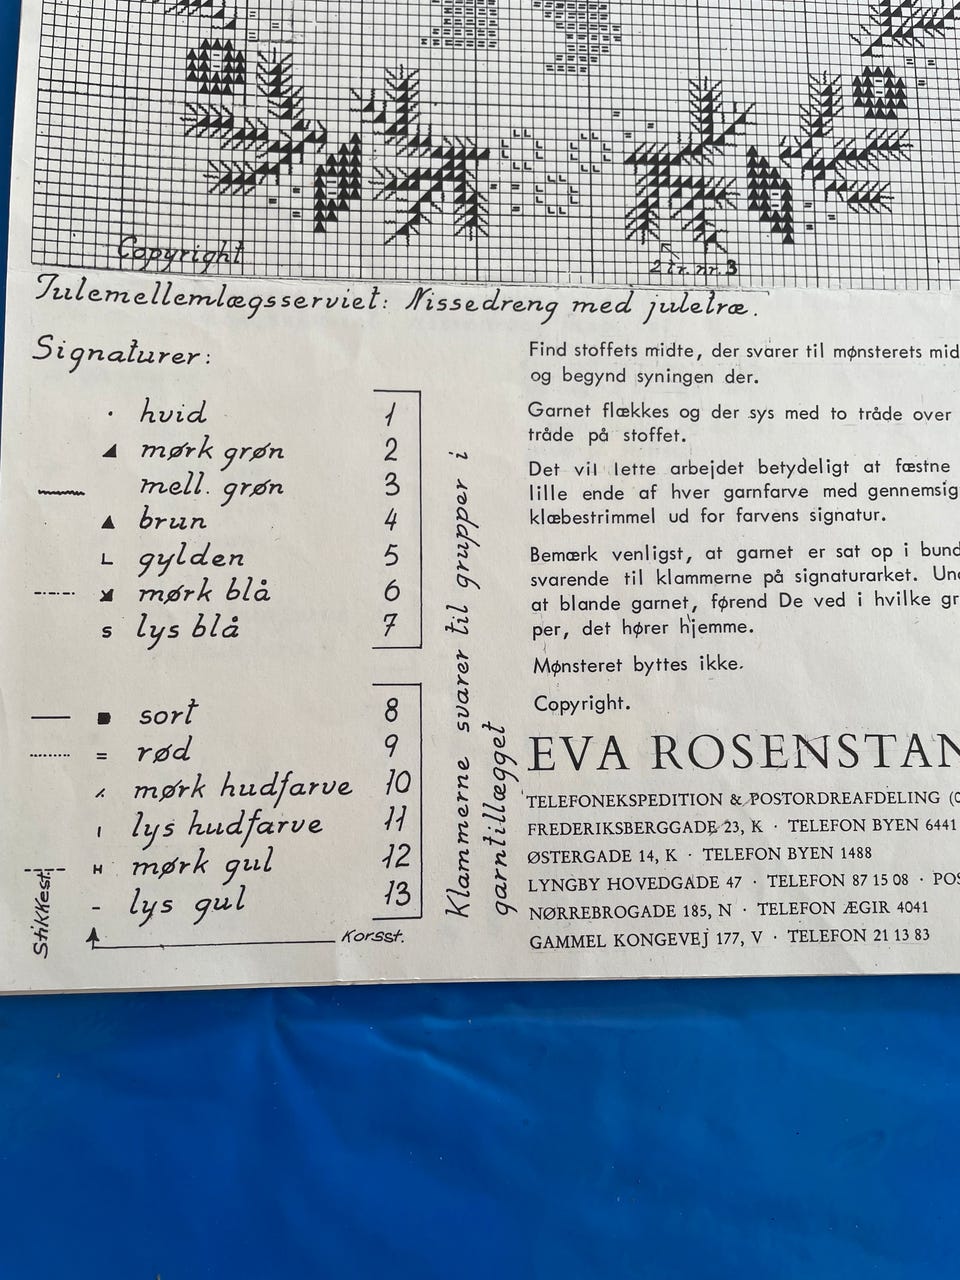 Copyright
2 tr. nr. 3
Julemellemlægsserviet: Nissedreng med juletræ.
Signaturer:
· hvid 1
◢ mørk grøn 2
mell. grøn 3
▲ brun 4
L gylden 5
mørk blå 6
s lys blå 7
■ sort 8
= rød 9
mørk hudfarve 10
ı lys hudfarve 11
H mørk gul 12
- lys gul 13
Stikkest.
Korsst.
Klammerne svarer til grupper i
garntillægget
Find stoffets midte, der svarer til mønsterets mid
og begynd syningen der.
Garnet flækkes og der sys med to tråde over
tråde på stoffet.
Det vil lette arbejdet betydeligt at fæstne
lille ende af hver garnfarve med gennemsig
klæbestrimmel ud for farvens signatur.
Bemærk venligst, at garnet er sat op i bund
svarende til klammerne på signaturarket. Und
at blande garnet, førend De ved i hvilke gr
per, det hører hjemme.
Mønsteret byttes ikke.
Copyright.
EVA ROSENSTAN
TELEFONEKSPEDITION & POSTORDREAFDELING (0
FREDERIKSBERGGADE 23, K · TELEFON BYEN 6441
ØSTERGADE 14, K · TELEFON BYEN 1488
LYNGBY HOVEDGADE 47 · TELEFON 87 15 08 · POS
NØRREBROGADE 185, N · TELEFON ÆGIR 4041
GAMMEL KONGEVEJ 177, V · TELEFON 21 13 83